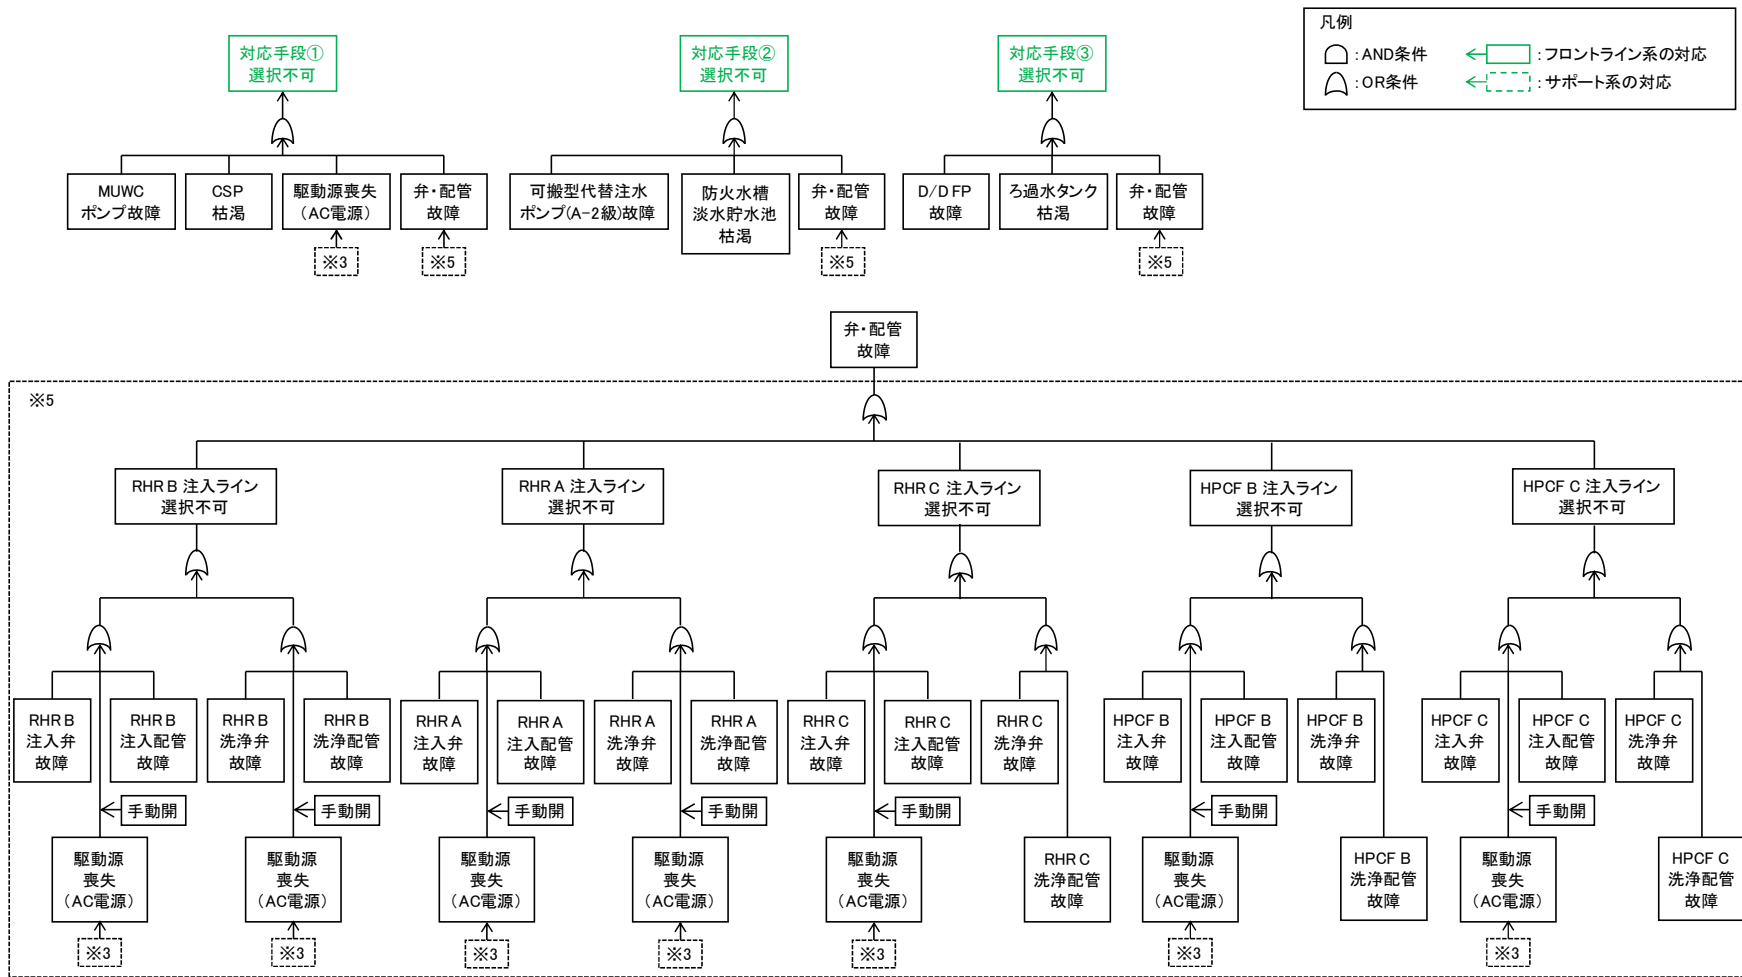 凡例
:AND条件
:フロントライン系の対応
:OR条件
:サポート系の対応
対応手段①
選択不可
対応手段②
選択不可
対応手段③
選択不可
MUWC
ポンプ故障
CSP
枯渇
駆動源喪失
(AC電源)
弁・配管
故障
可搬型代替注水
ポンプ(A-2級)故障
防火水槽
淡水貯水池
枯渇
弁・配管
故障
D/D FP
故障
ろ過水タンク
枯渇
弁・配管
故障
※3
※5
※5
※5
弁・配管
故障
※5
RHR B 注入ライン
選択不可
RHR A 注入ライン
選択不可
RHR C 注入ライン
選択不可
HPCF B 注入ライン
選択不可
HPCF C 注入ライン
選択不可
RHR B
注入弁
故障
RHR B
注入配管
故障
RHR B
洗浄弁
故障
RHR B
洗浄配管
故障
RHR A
注入弁
故障
RHR A
注入配管
故障
RHR A
洗浄弁
故障
RHR A
洗浄配管
故障
RHR C
注入弁
故障
RHR C
注入配管
故障
RHR C
洗浄弁
故障
HPCF B
注入弁
故障
HPCF B
注入配管
故障
HPCF B
洗浄弁
故障
HPCF C
注入弁
故障
HPCF C
注入配管
故障
HPCF C
洗浄弁
故障
手動開
手動開
手動開
手動開
手動開
手動開
手動開
駆動源
喪失
(AC電源)
駆動源
喪失
(AC電源)
駆動源
喪失
(AC電源)
駆動源
喪失
(AC電源)
駆動源
喪失
(AC電源)
RHR C
洗浄配管
故障
駆動源
喪失
(AC電源)
HPCF B
洗浄配管
故障
駆動源
喪失
(AC電源)
HPCF C
洗浄配管
故障
※3
※3
※3
※3
※3
※3
※3